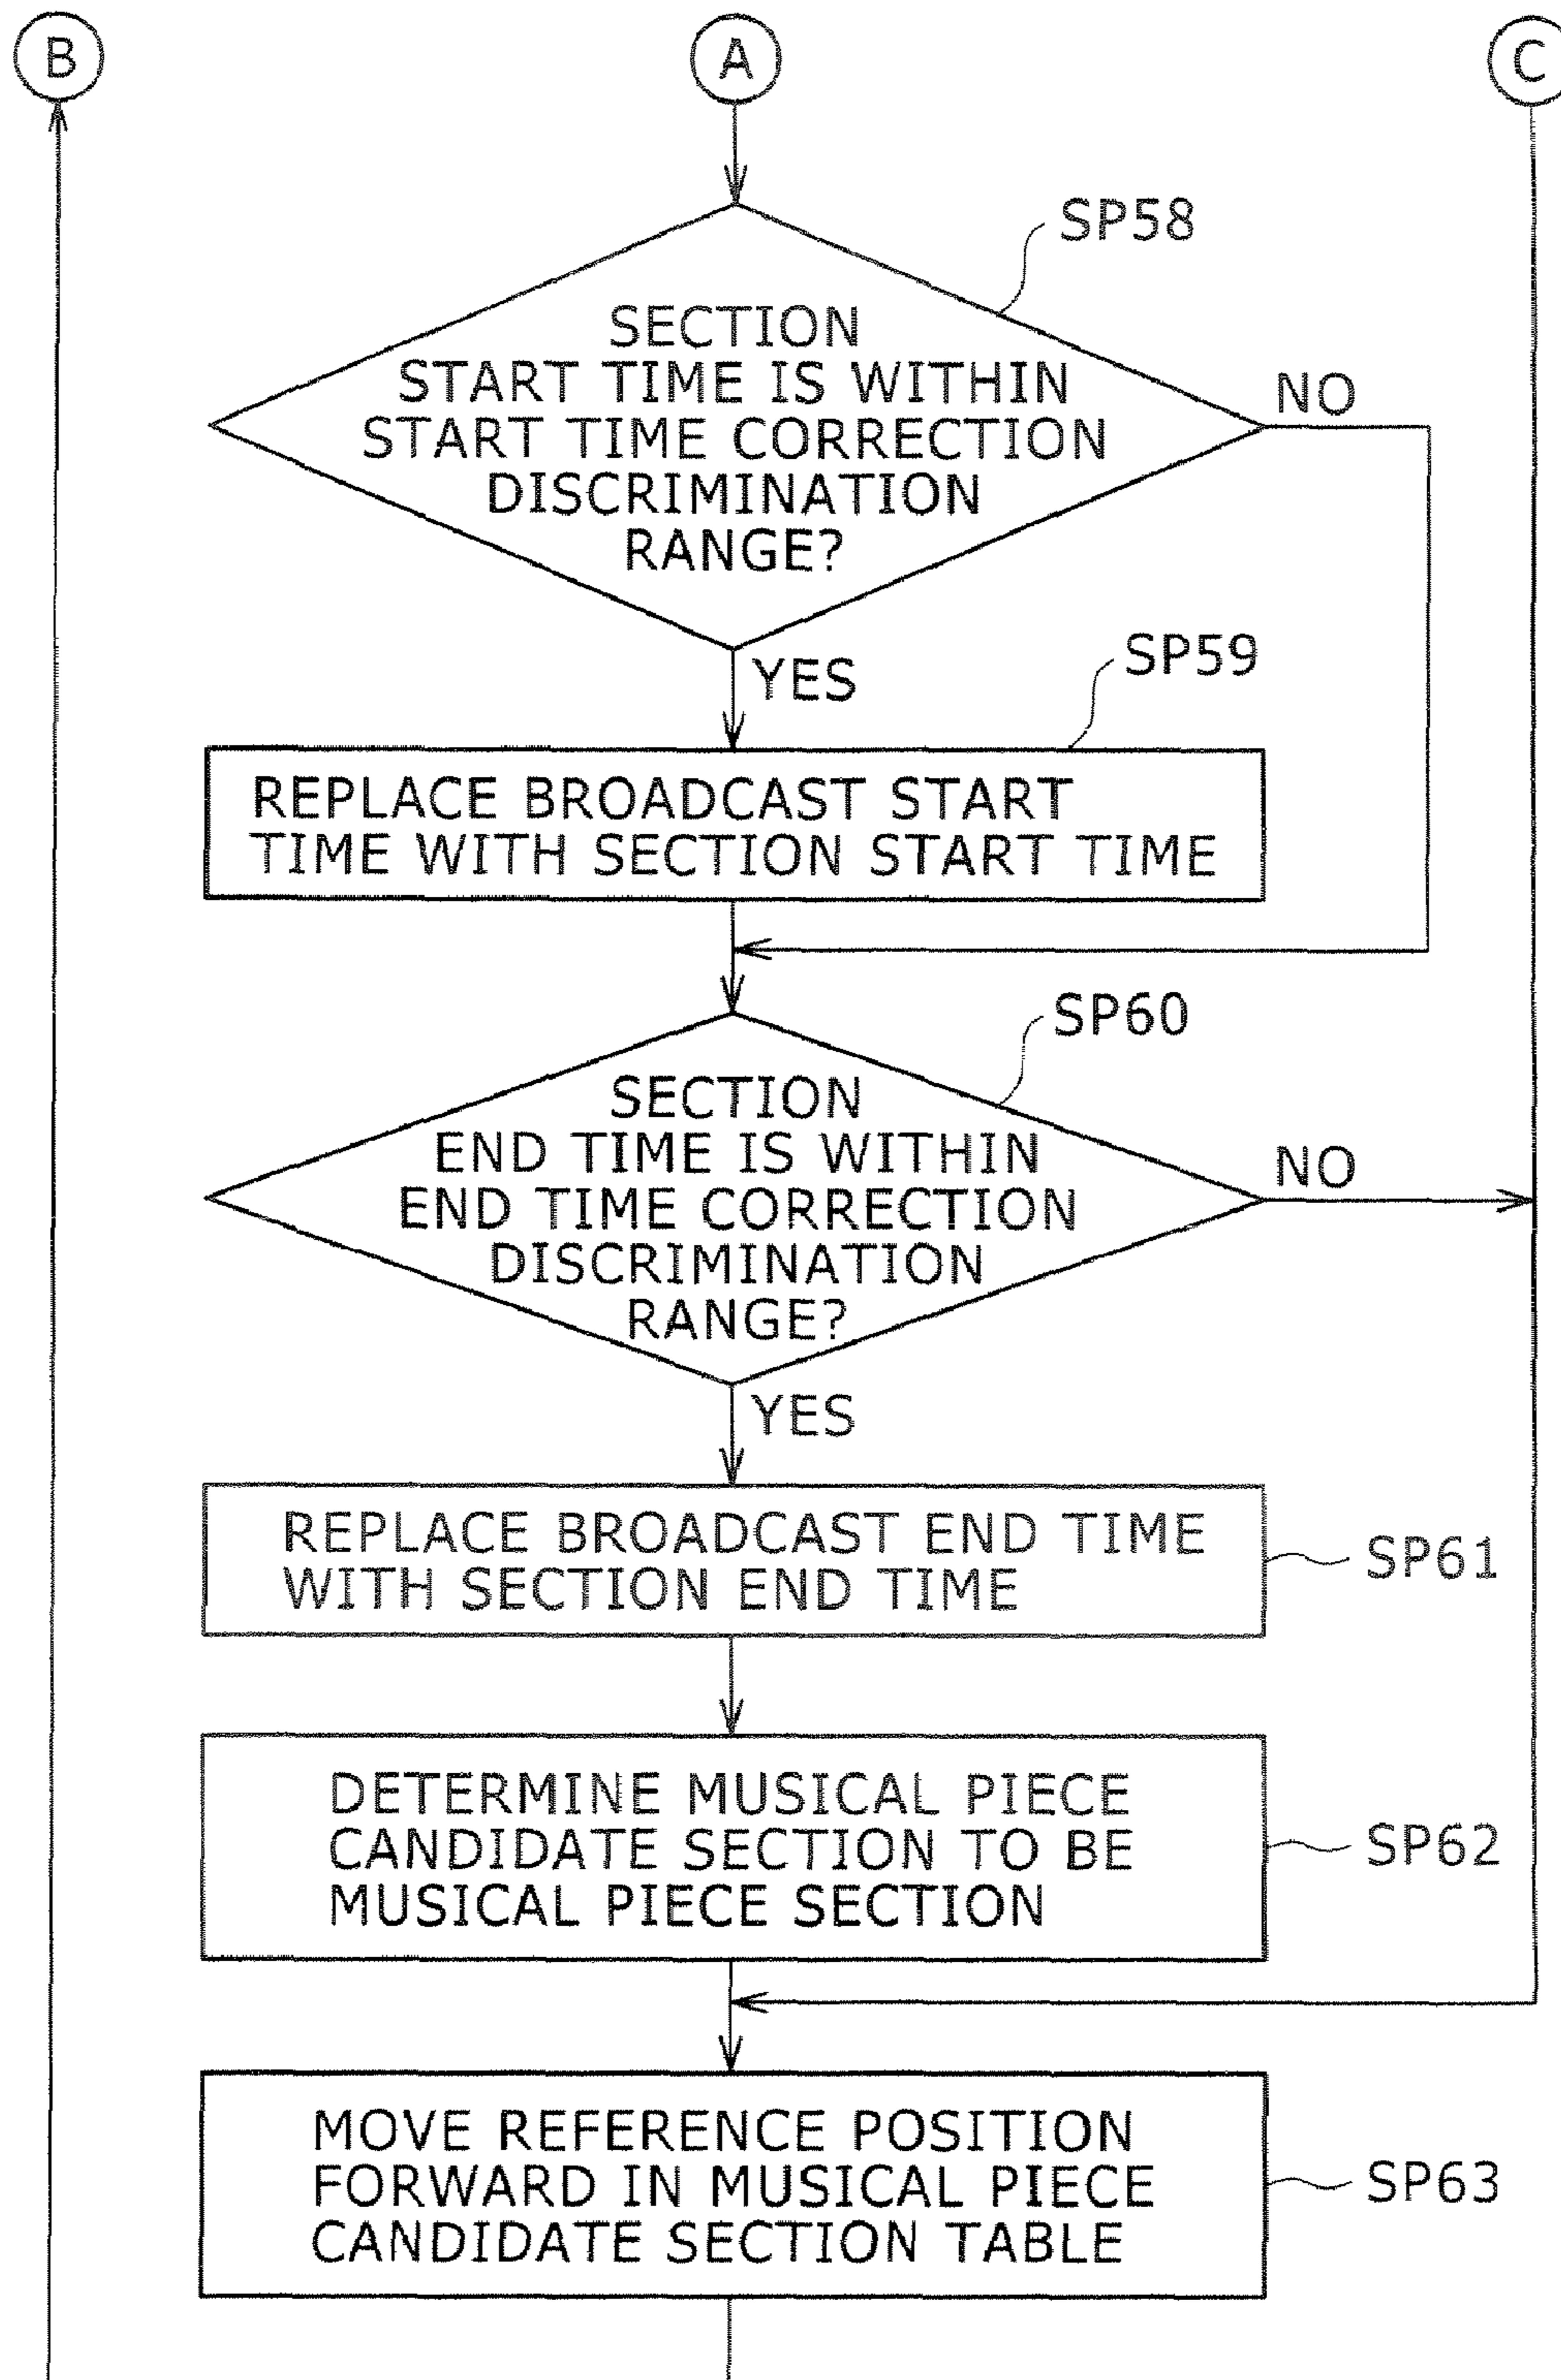 B
A
C
SP58
SECTION
START TIME IS WITHIN
START TIME CORRECTION
DISCRIMINATION
RANGE?
NO
YES
SP59
REPLACE BROADCAST START
TIME WITH SECTION START TIME
SP60
SECTION
END TIME IS WITHIN
END TIME CORRECTION
DISCRIMINATION
RANGE?
NO
YES
REPLACE BROADCAST END TIME
WITH SECTION END TIME
SP61
DETERMINE MUSICAL PIECE
CANDIDATE SECTION TO BE
MUSICAL PIECE SECTION
SP62
MOVE REFERENCE POSITION
FORWARD IN MUSICAL PIECE
CANDIDATE SECTION TABLE
SP63